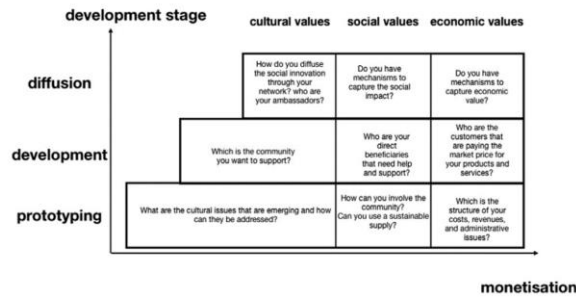 development stage
cultural values
social values
economic values
diffusion
How do you diffuse
the social innovation
through your
network? who are
your ambassadors?
Do you have
mechanisms to
capture the social
impact?
Do you have
mechanisms to
capture economic
value?
development
Which is the community
you want to support?
Who are your
direct
beneficiaries
that need help and
support?
Who are the
customers that
are paying the
market price for
your products and
services?
prototyping
What are the cultural issues that are emerging and how
can they be addressed?
How can you involve the
community?
Can you use a sustainable
supply?
Which is the
structure of your
costs, revenues,
and administrative
issues?
monetisation